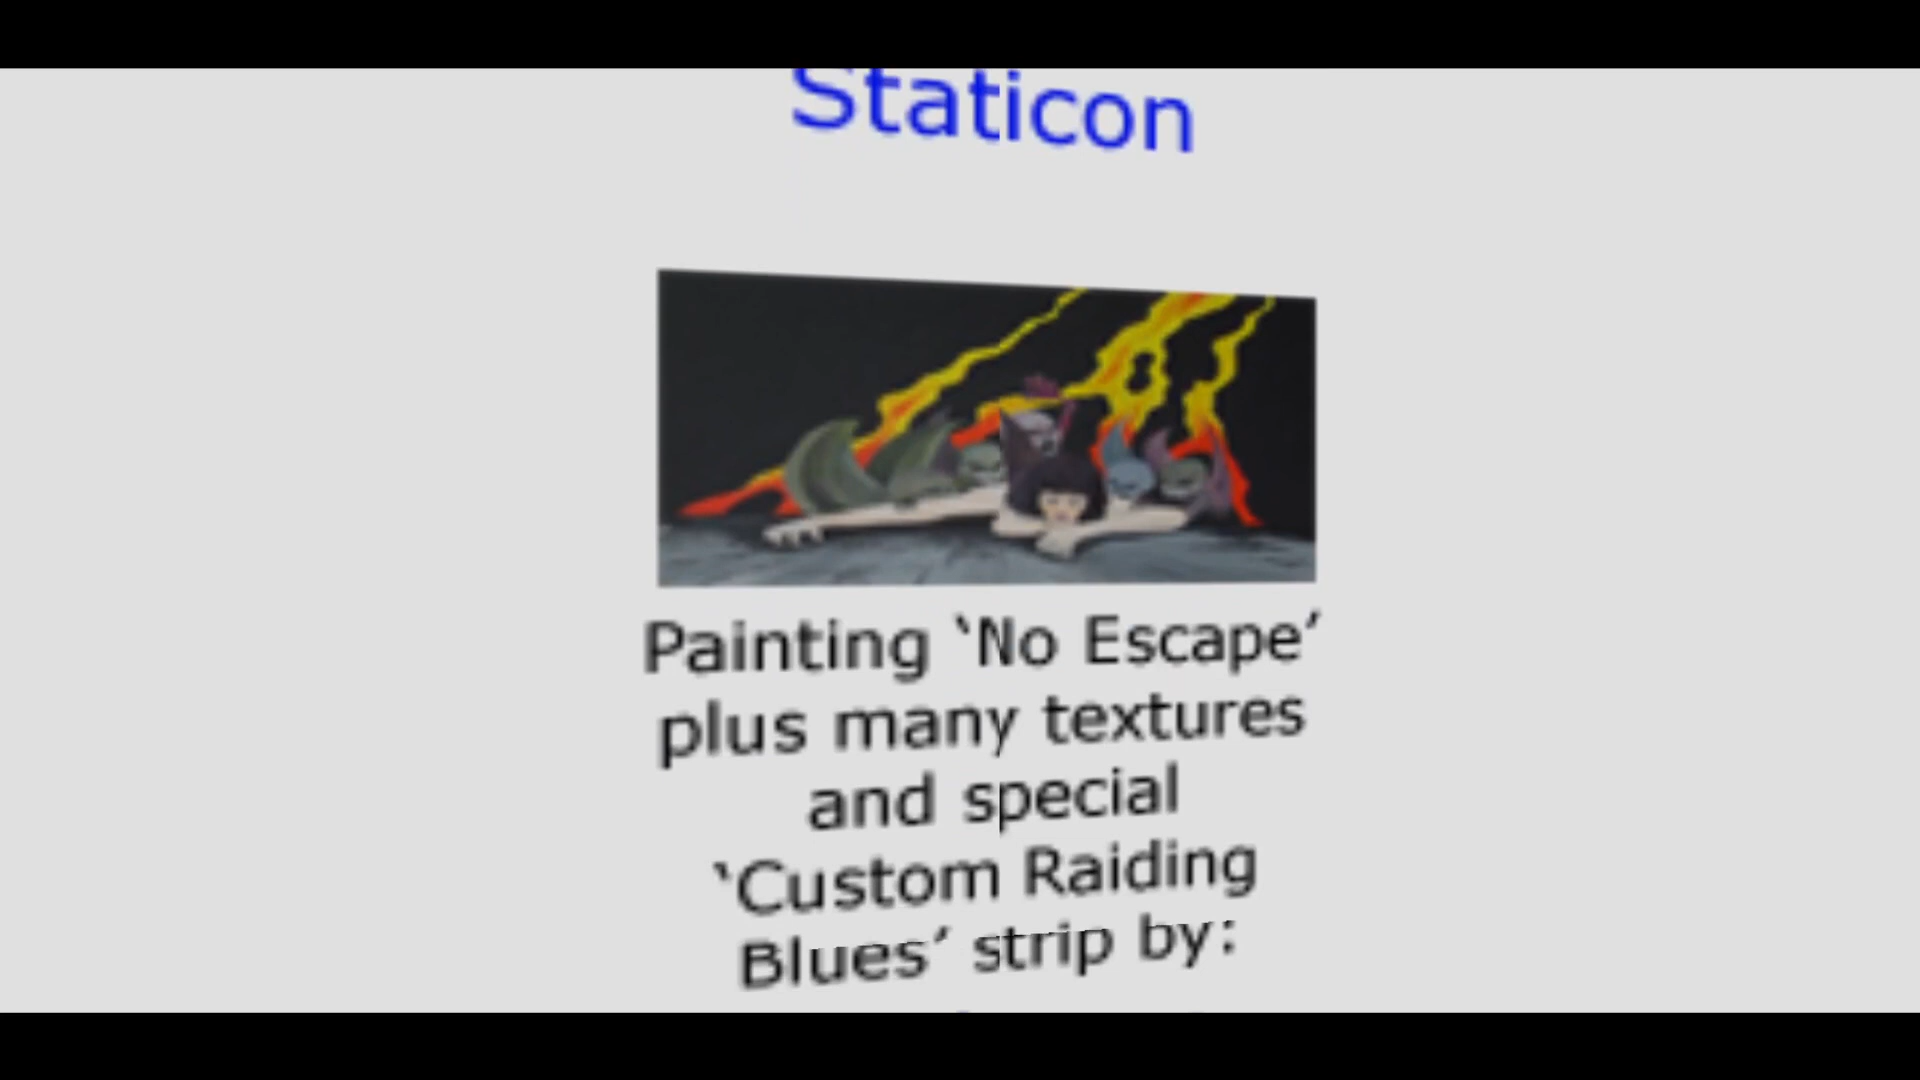 Staticon
Painting ‘No Escape’
plus many textures
and special
‘Custom Raiding
Blues’ strip by: